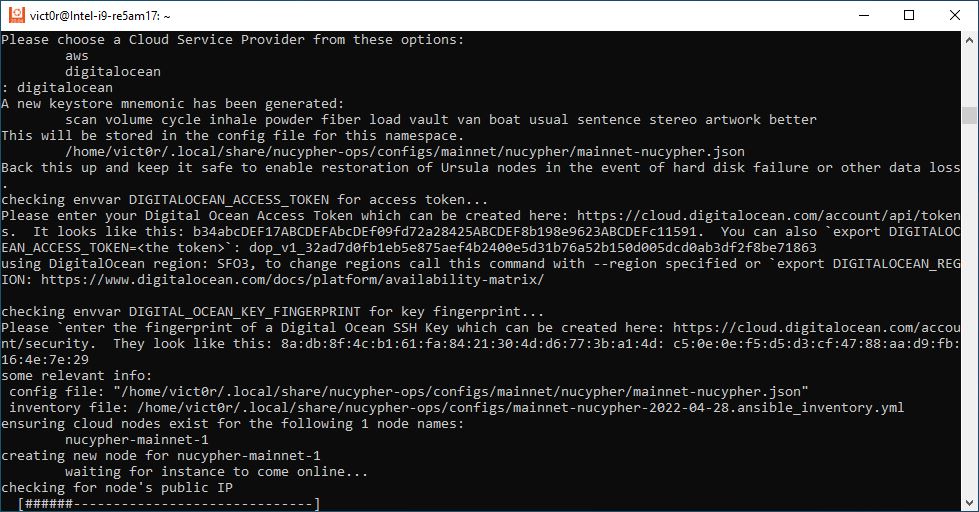 vict0r@Intel-i9-re5am17: ~
Please choose a Cloud Service Provider from these options:
aws
digitalocean
: digitalocean
A new keystore mnemonic has been generated:
scan volume cycle inhale powder fiber load vault van boat usual sentence stereo artwork better
This will be stored in the config file for this namespace.
/home/vict0r/.local/share/nucypher-ops/configs/mainnet/nucypher/mainnet-nucypher.json
Back this up and keep it safe to enable restoration of Ursula nodes in the event of hard disk failure or other data loss
.
checking envvar DIGITALOCEAN_ACCESS_TOKEN for access token...
Please enter your Digital Ocean Access Token which can be created here: https://cloud.digitalocean.com/account/api/token
s.  It looks like this: b34abcDEF17ABCDEFAbcDEf09fd72a28425ABCDEF8b198e9623ABCDEFc11591.  You can also `export DIGITALOC
EAN_ACCESS_TOKEN=<the token>`: dop_v1_32ad7d0fb1eb5e875aef4b2400e5d31b76a52b150d005dcd0ab3df2f8be71863
using DigitalOcean region: SFO3, to change regions call this command with --region specified or `export DIGITALOCEAN_REG
ION: https://www.digitalocean.com/docs/platform/availability-matrix/
checking envvar DIGITAL_OCEAN_KEY_FINGERPRINT for key fingerprint...
Please `enter the fingerprint of a Digital Ocean SSH Key which can be created here: https://cloud.digitalocean.com/accou
nt/security.  They look like this: 8a:db:8f:4c:b1:61:fa:84:21:30:4d:d6:77:3b:a1:4d: c5:0e:0e:f5:d5:d3:cf:47:88:aa:d9:fb:
16:4e:7e:29
some relevant info:
config file: "/home/vict0r/.local/share/nucypher-ops/configs/mainnet/nucypher/mainnet-nucypher.json"
inventory file: /home/vict0r/.local/share/nucypher-ops/configs/mainnet-nucypher-2022-04-28.ansible_inventory.yml
ensuring cloud nodes exist for the following 1 node names:
nucypher-mainnet-1
creating new node for nucypher-mainnet-1
waiting for instance to come online...
checking for node's public IP
[######------------------------------]